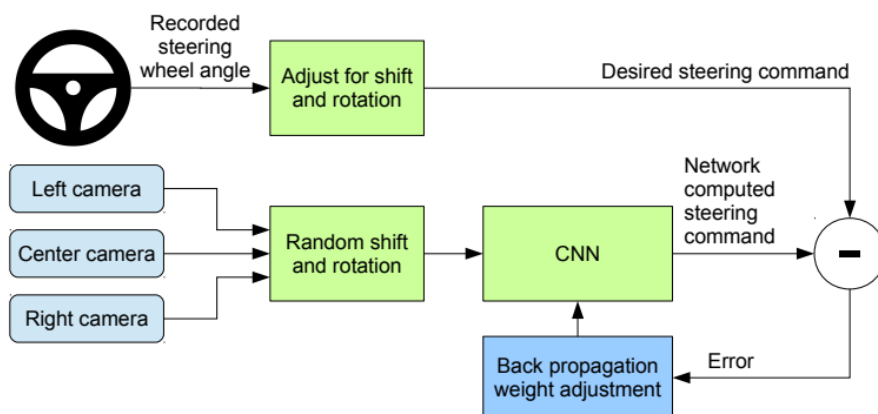 Recorded
steering
wheel angle
Adjust for shift
and rotation
Desired steering command
Left camera
Center camera
Right camera
Random shift
and rotation
CNN
Network
computed
steering
command
-
Back propagation
weight adjustment
Error